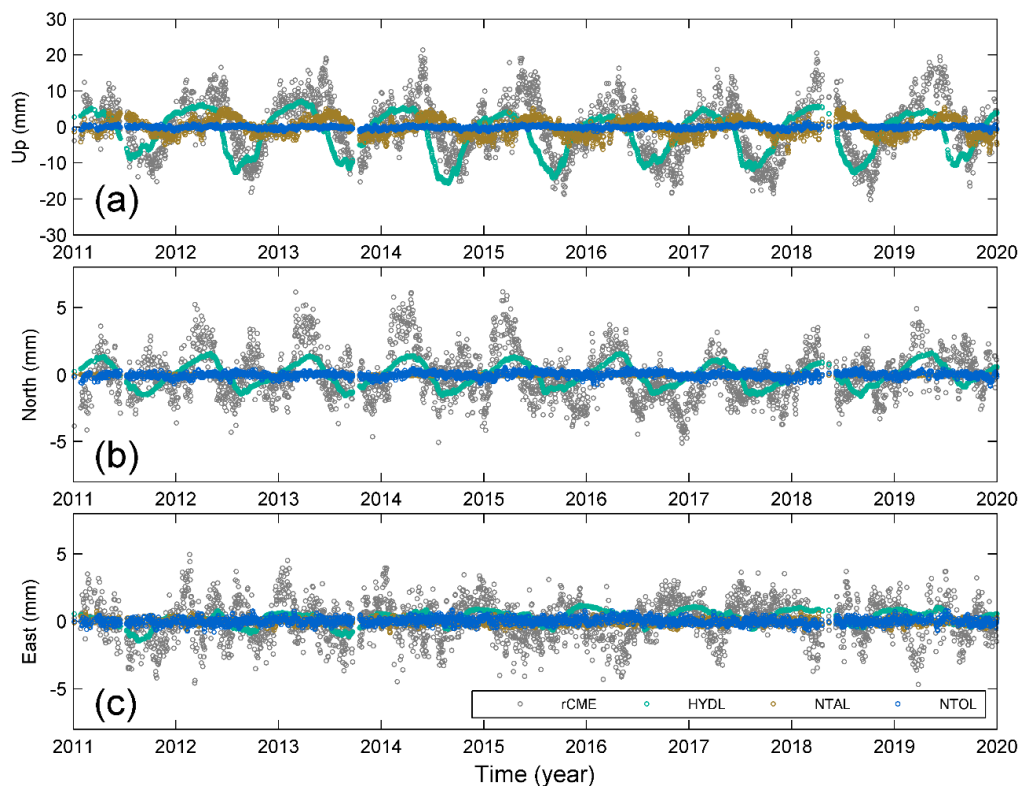 30
20
10
0
-10
-20
-30
Up (mm)
(a)
2011 2012 2013 2014 2015 2016 2017 2018 2019 2020
5
0
-5
North (mm)
(b)
2011 2012 2013 2014 2015 2016 2017 2018 2019 2020
5
0
-5
East (mm)
(c)
rCME HYDL NTAL NTOL
2011 2012 2013 2014 2015 2016 2017 2018 2019 2020
Time (year)